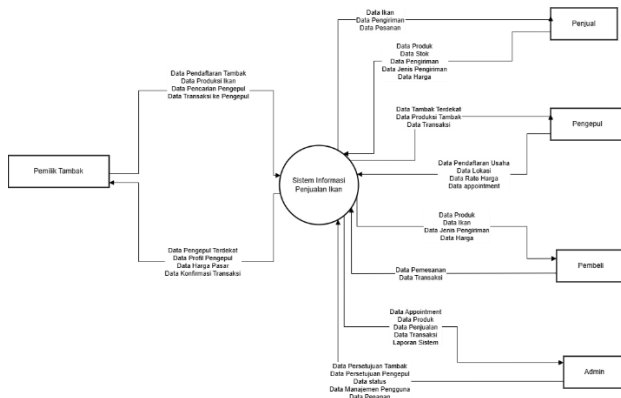 Data Ikan
Data Pengiriman
Data Pesanan
Penjual
Data Produk
Data Stok
Data Pengiriman
Data Jenis Pengiriman
Data Harga
Data Pendaftaran Tambak
Data Produksi Ikan
Data Pencarian Pengepul
Data Transaksi ke Pengepul
Data Tambak Terdekat
Data Produksi Tambak
Data Transaksi
Pengepul
Pemilik Tambak
Sistem Informasi
Penjualan Ikan
Data Pendaftaran Usaha
Data Lokasi
Data Rate Harga
Data appointment
Data Produk
Data Ikan
Data Jenis Pengiriman
Data Harga
Pembeli
Data Pengepul Terdekat
Data Profil Pengepul
Data Harga Pasar
Data Konfirmasi Transaksi
Data Pemesanan
Data Transaksi
Data Appointment
Data Produk
Data Penjualan
Data Transaksi
Laporan Sistem
Admin
Data Persetujuan Tambak
Data Persetujuan Pengepul
Data status
Data Manajemen Pengguna
Data Pesanan